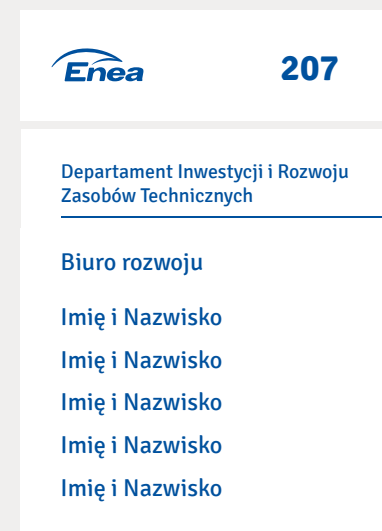 Enea
207
Departament Inwestycji i Rozwoju
Zasobów Technicznych
Biuro rozwoju
Imię i Nazwisko
Imię i Nazwisko
Imię i Nazwisko
Imię i Nazwisko
Imię i Nazwisko